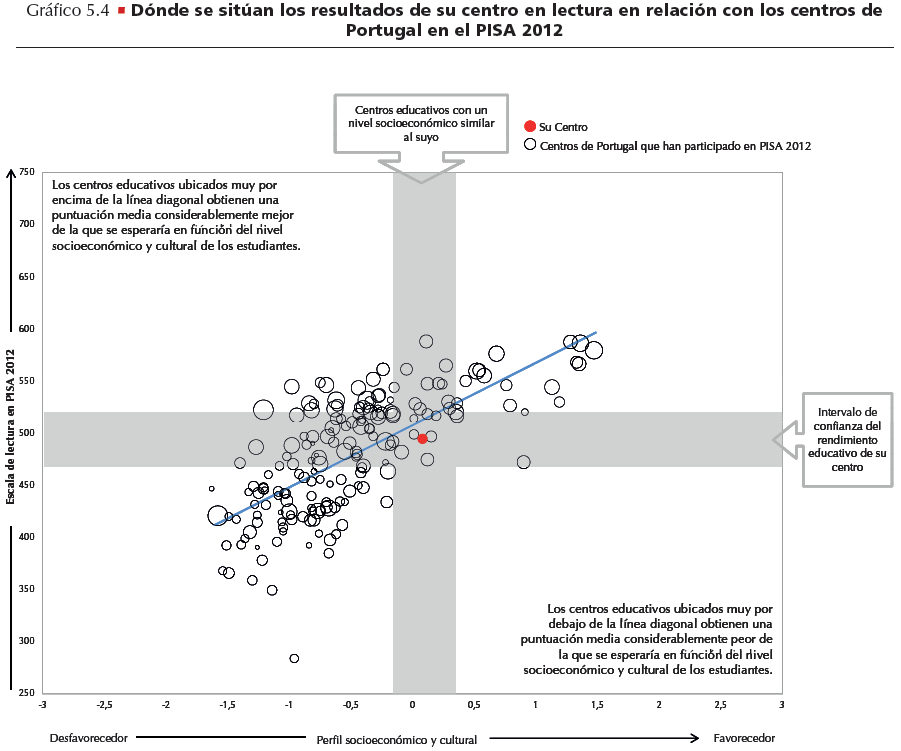 Gráfico 5.4 ▪ Dónde se sitúan los resultados de su centro en lectura en relación con los centros de
Portugal en el PISA 2012
Centros educativos con un
nivel socioeconómico similar
al suyo
Su Centro
Centros de Portugal que han participado en PISA 2012
Los centros educativos ubicados muy por
encima de la línea diagonal obtienen una
puntuación media considerablemente mejor
de la que se esperaría en función del nivel
socioeconómico y cultural de los estudiantes.
Escala de lectura en PISA 2012
750
700
650
600
550
500
450
400
350
300
250
Intervalo de
confianza del
rendimiento
educativo de su
centro
Los centros educativos ubicados muy por
debajo de la línea diagonal obtienen una
puntuación media considerablemente peor de
la que se esperaría en función del nivel
socioeconómico y cultural de los estudiantes.
-3 -2 -1,5 -1 -0,5 0 0,5 1 1,5 2 3
Desfavorecedor Perfil socioeconómico y cultural Favorecedor